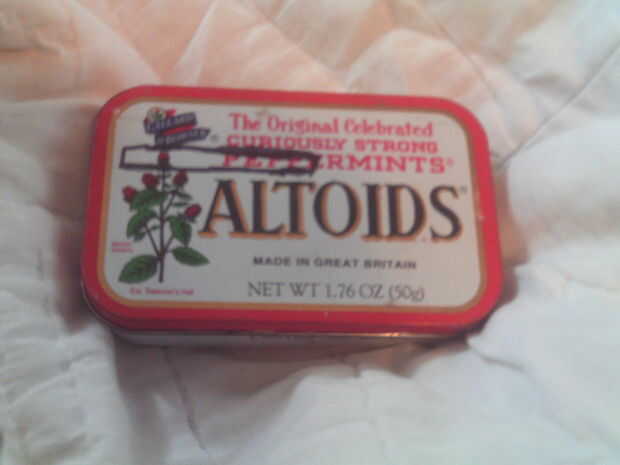 The Original Celebrated
CURIOUSLY STRONG
PEPPERMINTS®
ALTOIDS®
MADE IN GREAT BRITAIN
NET WT 1.76 OZ (50g)